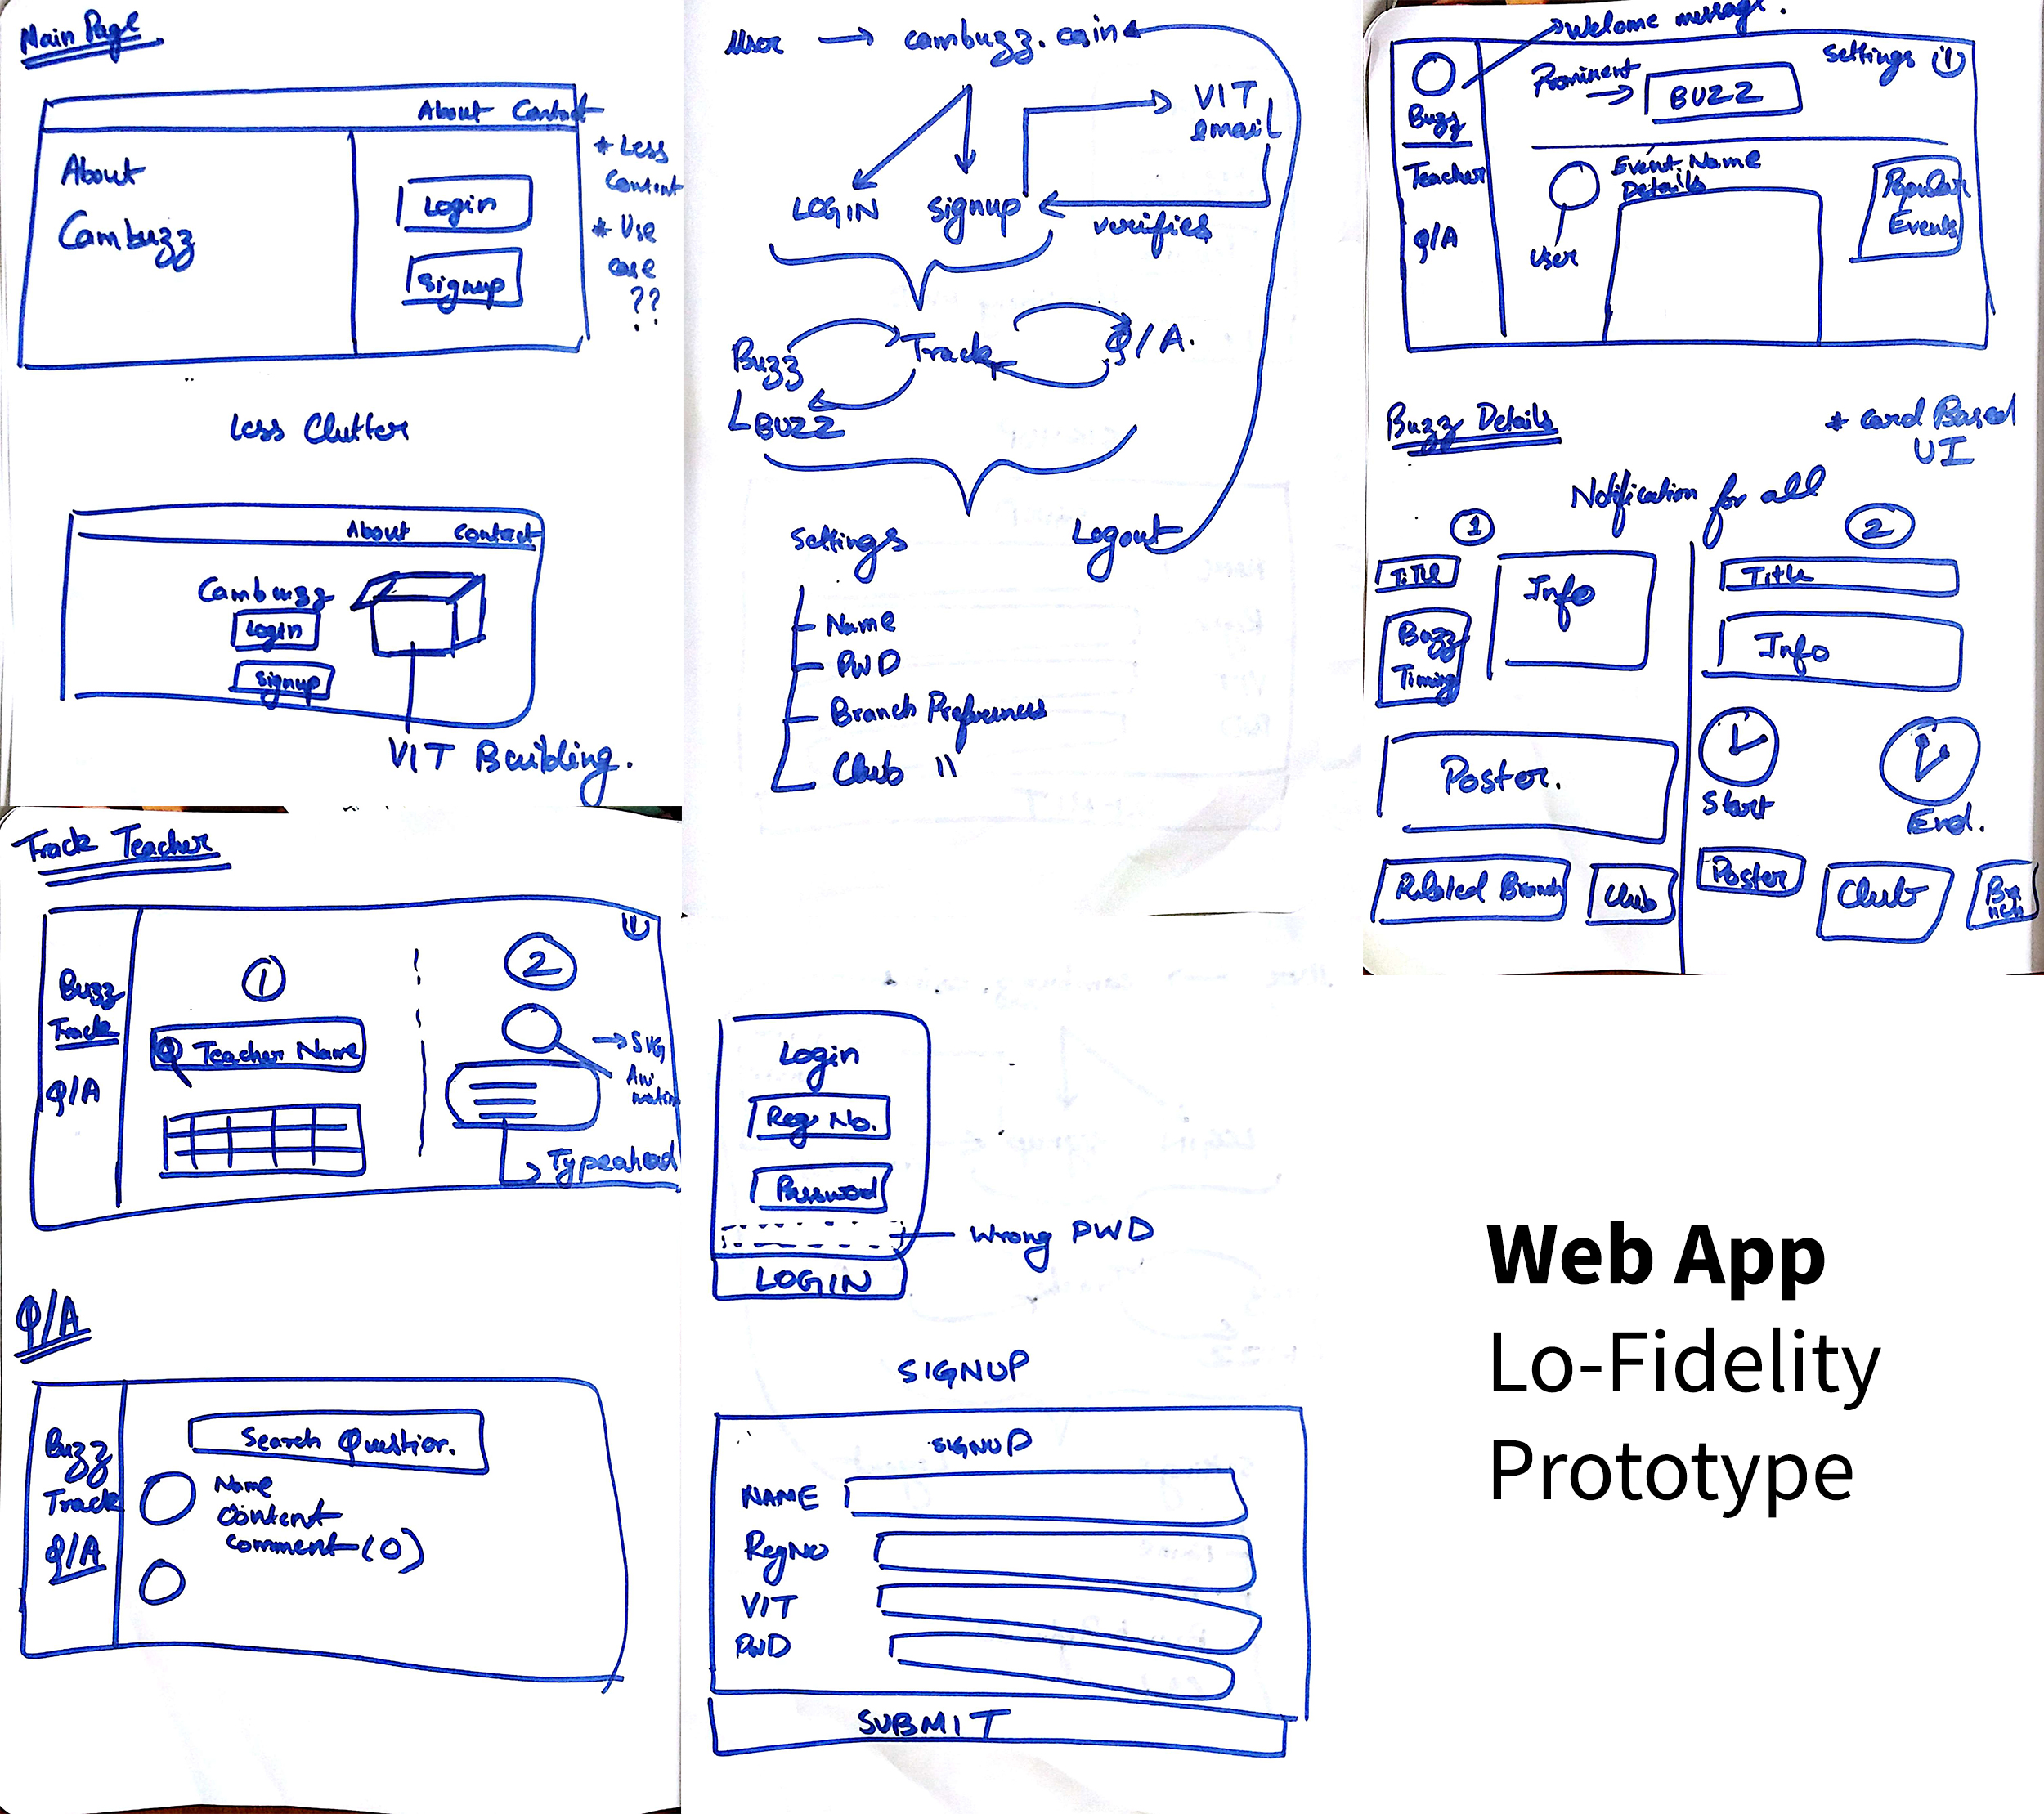 Main Page
About Contact
About
Cambuzz
Login
Signup
* Less
Content
* Use
case
??
Less Clutter
About Contact
Cambuzz
Login
Signup
VIT Building.
User → cambuzz.co.in
VIT
email
LOGIN
signup
verifies
Buzz
Track
Q/A.
BUZZ
Settings
Logout
Name
PWD
Branch Preferences
Club "
Welcome message.
Settings
Prominent
→
BUZZ
Buzz
Teacher
Q/A
Event Name
Details
User
Popular
Events
Buzz Details
* Card Based
UI
Notification for all
1
2
Title
Info
Buzz
Timing
Poster.
Related Branch
Club
Title
Info
Start
End.
Poster
Club
Branch
Track Teacher
Buzz
Track
Q/A
1
Teacher Name
2
→ SVG
Animation
Typeahead
Q/A
Buzz
Track
Q/A
Search Question.
Name
Content
Comment (0)
Login
Reg No.
Password
Wrong PWD
LOGIN
SIGNUP
SIGNUP
NAME
RegNo
VIT
PWD
SUBMIT
Web App
Lo-Fidelity
Prototype